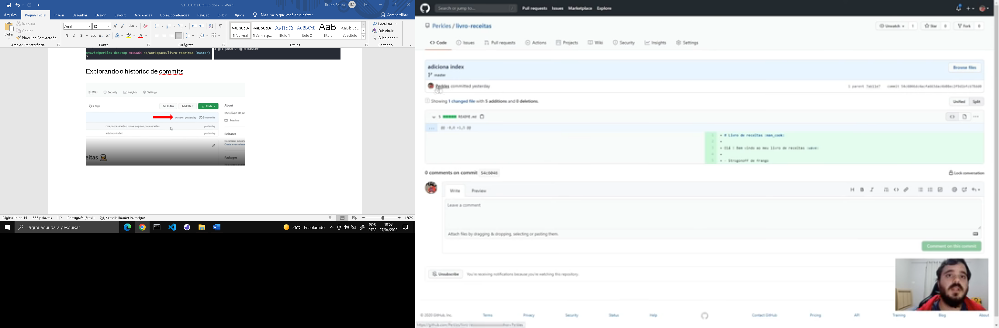 S.F.D. Git e GitHub.docx - Word
Bruno Souza BS
Arquivo Página Inicial Inserir Desenhar Design Layout Referências Correspondências Revisão Exibir Ajuda Diga-me o que você deseja fazer Compartilhar
Colar
Recortar
Copiar
Pincel de Formatação
Área de Transferência
Arial 12
Fonte
Parágrafo
AaBbCcDc AaBbCcDc AaBbC( AaBbCcE AaB AaBbCcD
¶ Normal ¶ Sem Esp... Título 1 Título 2 Título Subtítulo
Estilos
Localizar
Substituir
Selecionar
Editando
$ git push origin master
Otavio@perkles-desktop MINGW64 /c/workspace/livro-receitas (master)
$
Explorando o histórico de commits
Wiki Security Insights Settings
0 tags Go to file Add file Code About
Meu livro de re
54c6046 yesterday 3 commits
Readme
cria pasta receitas. move arquivo para receitas yesterday
adiciona index yesterday
Releases
No releases publishe
Create a new release
eitas
Packages
Página 14 de 14 853 palavras Português (Brasil) Acessibilidade: investigar 130%
Digite aqui para pesquisar
26°C Ensolarado
POR
PTB2
10:58
27/04/2022
Search or jump to... / Pull requests Issues Marketplace Explore
Perkles / livro-receitas
Unwatch 1 Star 0 Fork 0
Code Issues Pull requests Actions Projects Wiki Security Insights Settings
adiciona index
Browse files
master
Perkles committed yesterday
1 parent 7ab11e7 commit
Showing 1 changed file with 5 additions and 0 deletions.
Unified Split
5 README.md
... @@ -0,0 +1,5 @@
1 + # Livro de receitas :man_cook:
2 +
3 + Olá ! Bem vindo ao meu livro de receitas :wave:
4 +
5 + - Strogonoff de frango
0 comments on commit 54c6046
Lock conversation
Write Preview
Leave a comment
Attach files by dragging & dropping, selecting or pasting them.
Comment on this commit
Unsubscribe You're receiving notifications because you're watching this repository.
© 2020 GitHub, Inc. Terms Privacy Security Status Help Contact GitHub Pricing API Training Blog About